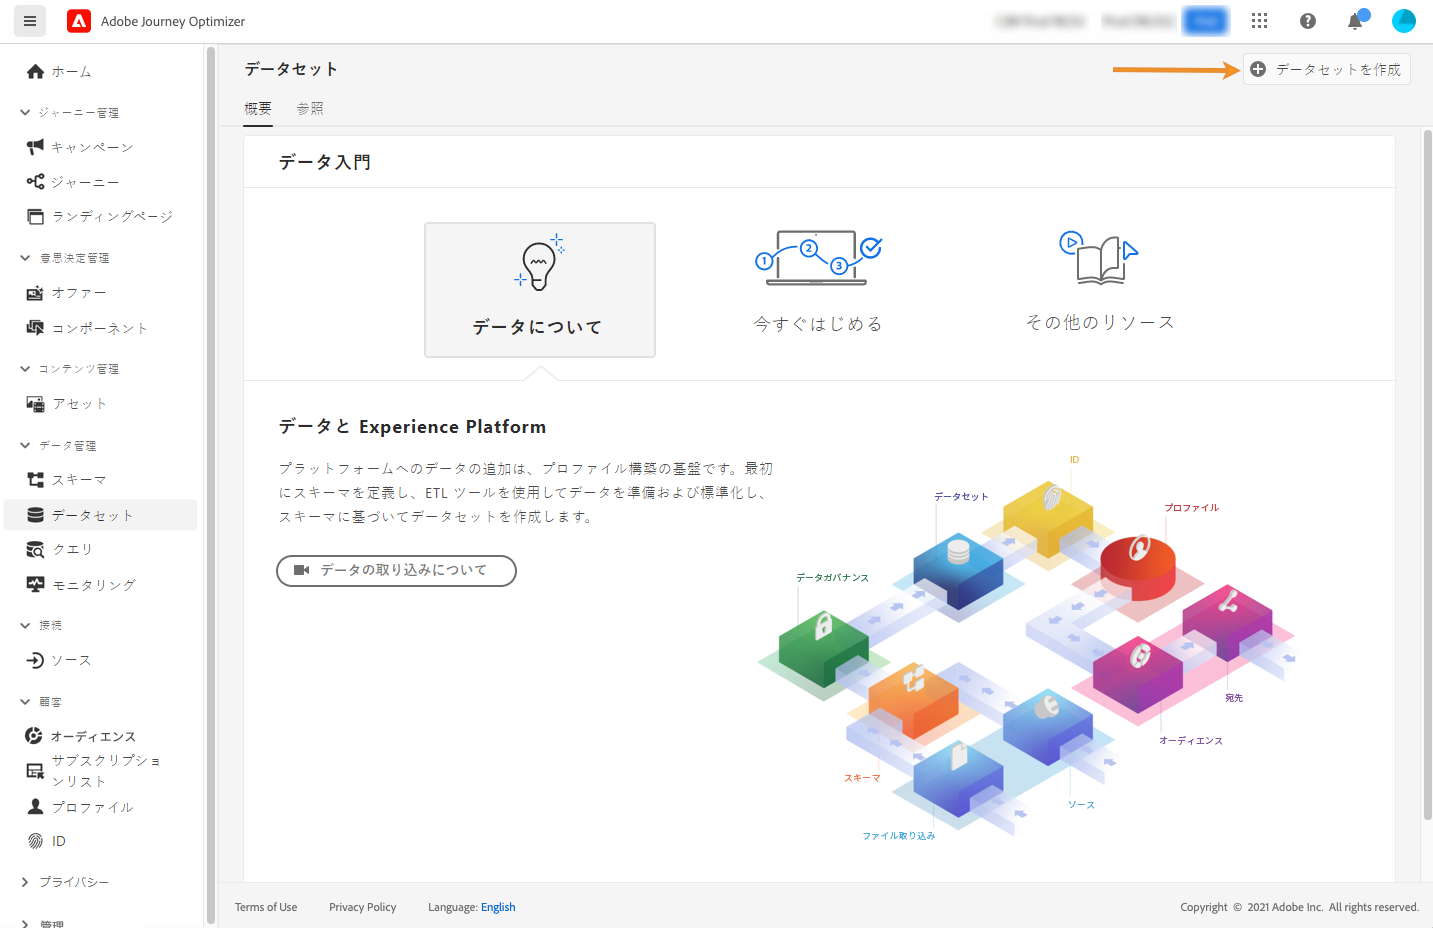 Adobe Journey Optimizer
ホーム
ジャーニー管理
キャンペーン
ジャーニー
ランディングページ
意思決定管理
オファー
コンポーネント
コンテンツ管理
アセット
データ管理
スキーマ
データセット
クエリ
モニタリング
接続
ソース
顧客
オーディエンス
サブスクリプショ
ンリスト
プロファイル
ID
プライバシー
管理
データセット
データセットを作成
概要 参照
データ入門
データについて
1 2 3
今すぐはじめる
その他のリソース
データと Experience Platform
プラットフォームへのデータの追加は、プロファイル構築の基盤です。最初
にスキーマを定義し、ETL ツールを使用してデータを準備および標準化し、
スキーマに基づいてデータセットを作成します。
データの取り込みについて
ID
データセット
プロファイル
データガバナンス
宛先
オーディエンス
スキーマ
ソース
ファイル取り込み
Terms of Use Privacy Policy Language: English
Copyright © 2021 Adobe Inc. All rights reserved.